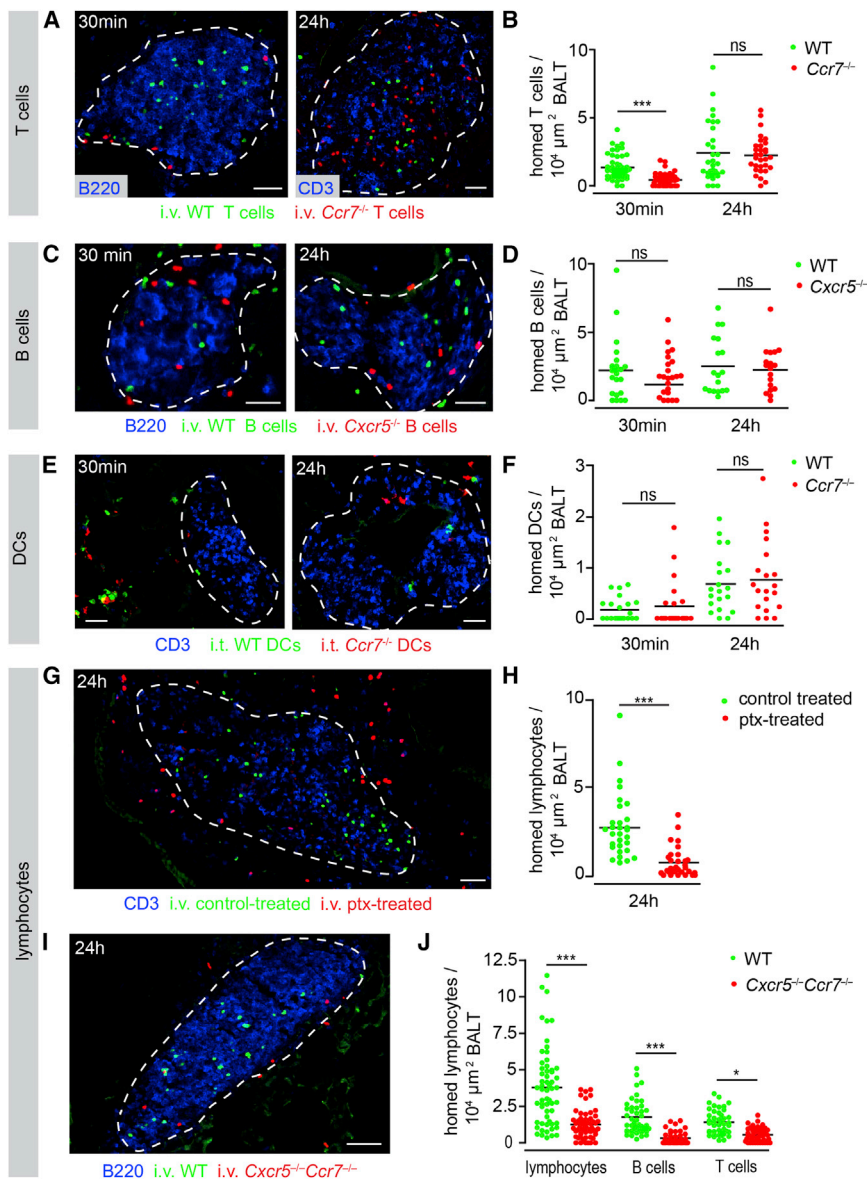 T cells
A
30min
24h
B220
CD3
i.v. WT T cells
i.v. Ccr7⁻/⁻ T cells
B
homed T cells /
10⁴ µm² BALT
10
5
0
***
ns
WT
Ccr7⁻/⁻
30min
24h
B cells
C
30 min
24h
B220
i.v. WT B cells
i.v. Cxcr5⁻/⁻ B cells
D
homed B cells /
10⁴ µm² BALT
10
5
0
ns
ns
WT
Cxcr5⁻/⁻
30min
24h
DCs
E
30min
24h
CD3
i.t. WT DCs
i.t. Ccr7⁻/⁻ DCs
F
homed DCs /
10⁴ µm² BALT
3
2
1
0
ns
ns
WT
Ccr7⁻/⁻
30min
24h
lymphocytes
G
24h
CD3 i.v. control-treated i.v. ptx-treated
H
homed lymphocytes /
10⁴ µm² BALT
10
5
0
***
control treated
ptx-treated
24h
I
24h
B220 i.v. WT i.v. Cxcr5⁻/⁻Ccr7⁻/⁻
J
homed lymphocytes /
10⁴ µm² BALT
12.5
10
7.5
5
2.5
0
***
***
*
WT
Cxcr5⁻/⁻Ccr7⁻/⁻
lymphocytes
B cells
T cells